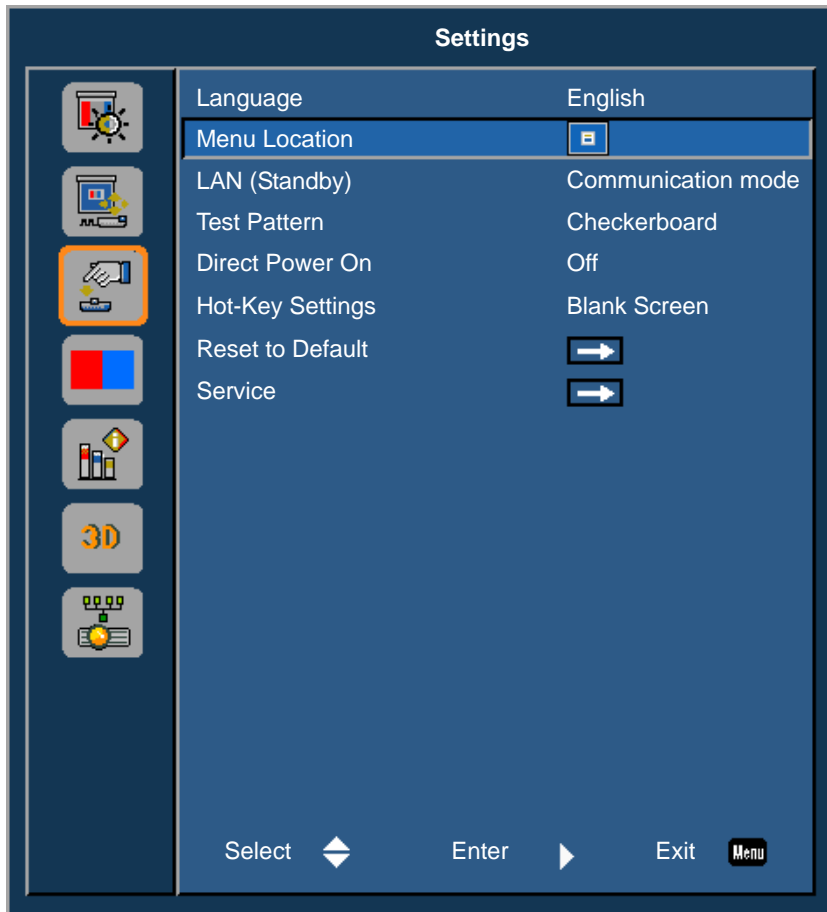 Settings
Language English
Menu Location
LAN (Standby) Communication mode
Test Pattern Checkerboard
Direct Power On Off
Hot-Key Settings Blank Screen
Reset to Default
Service
3D
Select Enter Exit Menu